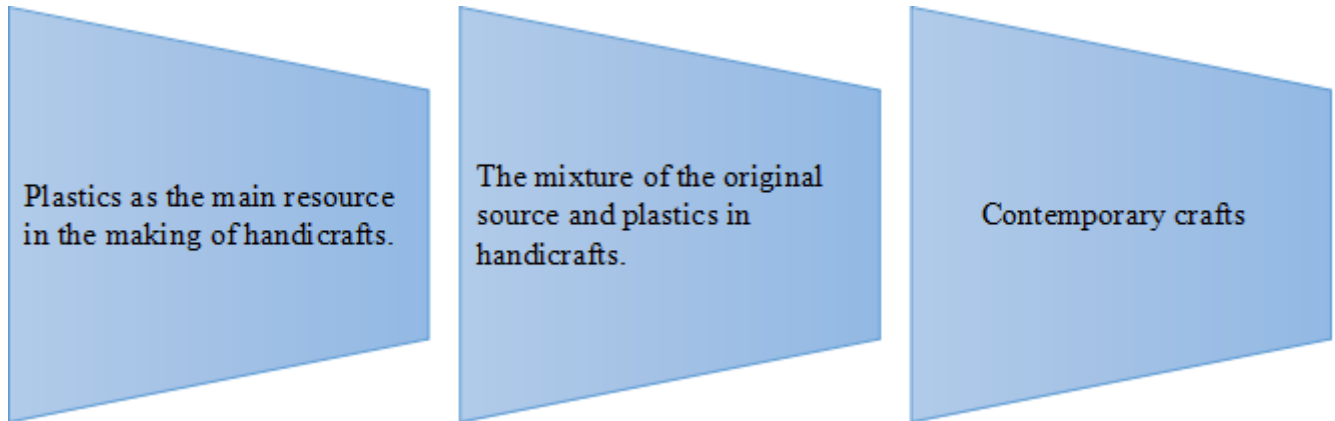 Plastics as the main resource
in the making of handicrafts.
The mixture of the original
source and plastics in
handicrafts.
Contemporary crafts